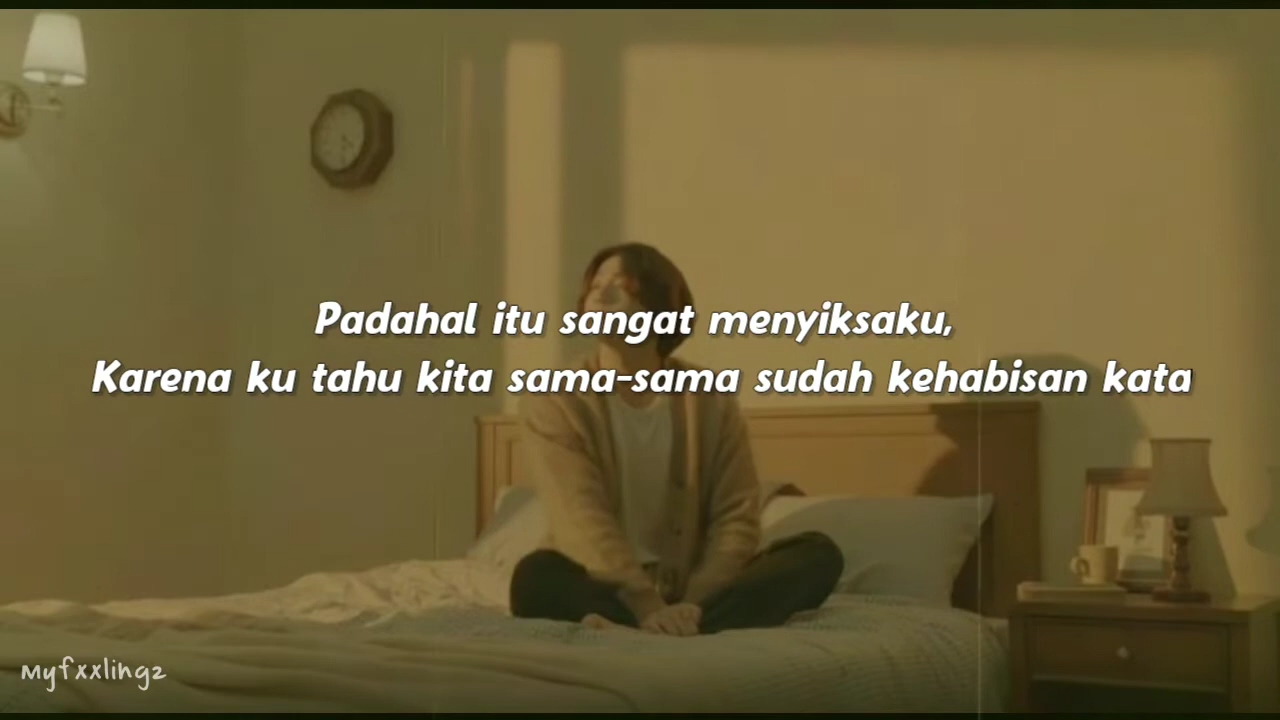 Padahal itu sangat menyiksaku,
Karena ku tahu kita sama-sama sudah kehabisan kata
myfxxlingz